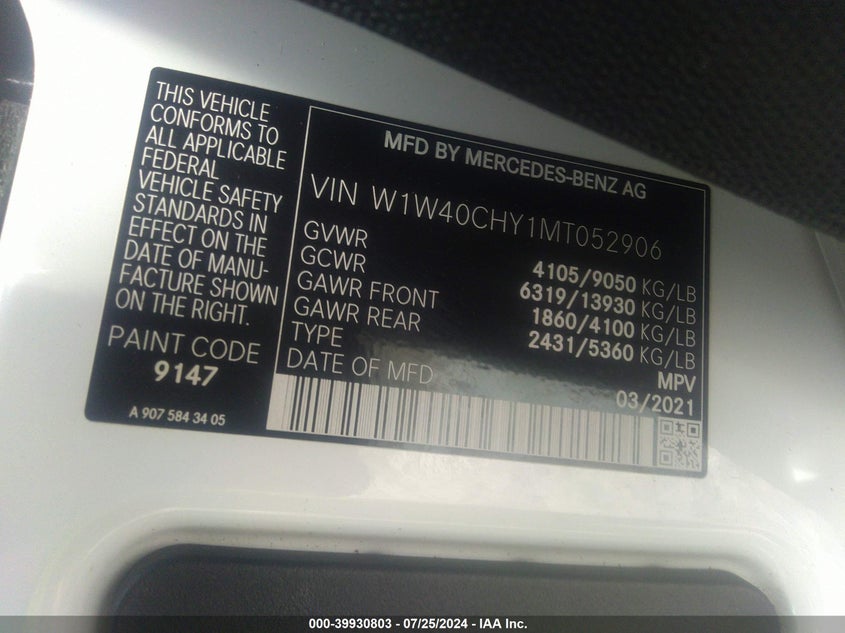 THIS VEHICLE
CONFORMS TO
ALL APPLICABLE
FEDERAL
VEHICLE SAFETY
STANDARDS IN
EFFECT ON THE
DATE OF MANU-
FACTURE SHOWN
ON THE RIGHT.
PAINT CODE
9147
A 907 584 34 05
MFD BY MERCEDES-BENZ AG
VIN W1W40CHY1MT052906
GVWR 4105/9050 KG/LB
GCWR 6319/13930 KG/LB
GAWR FRONT 1860/4100 KG/LB
GAWR REAR 2431/5360 KG/LB
TYPE MPV
DATE OF MFD 03/2021
000-39930803 - 07/25/2024 - IAA Inc.